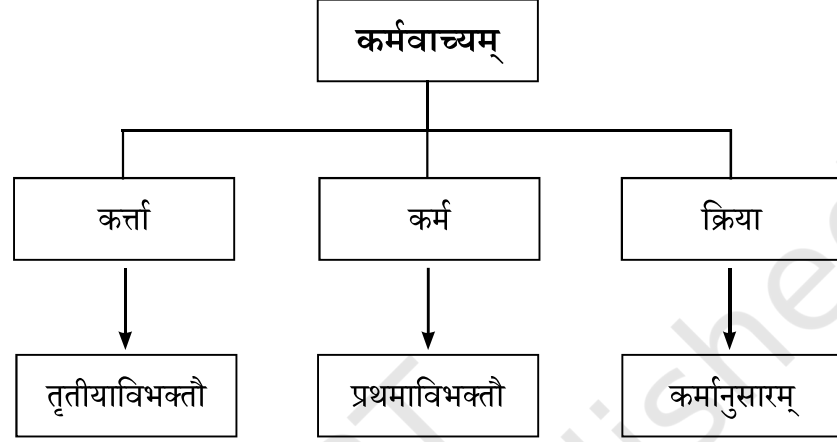 कर्मवाच्यम्
कर्त्ता
कर्म
क्रिया
तृतीयाविभक्तौ
प्रथमाविभक्तौ
कर्मानुसारम्